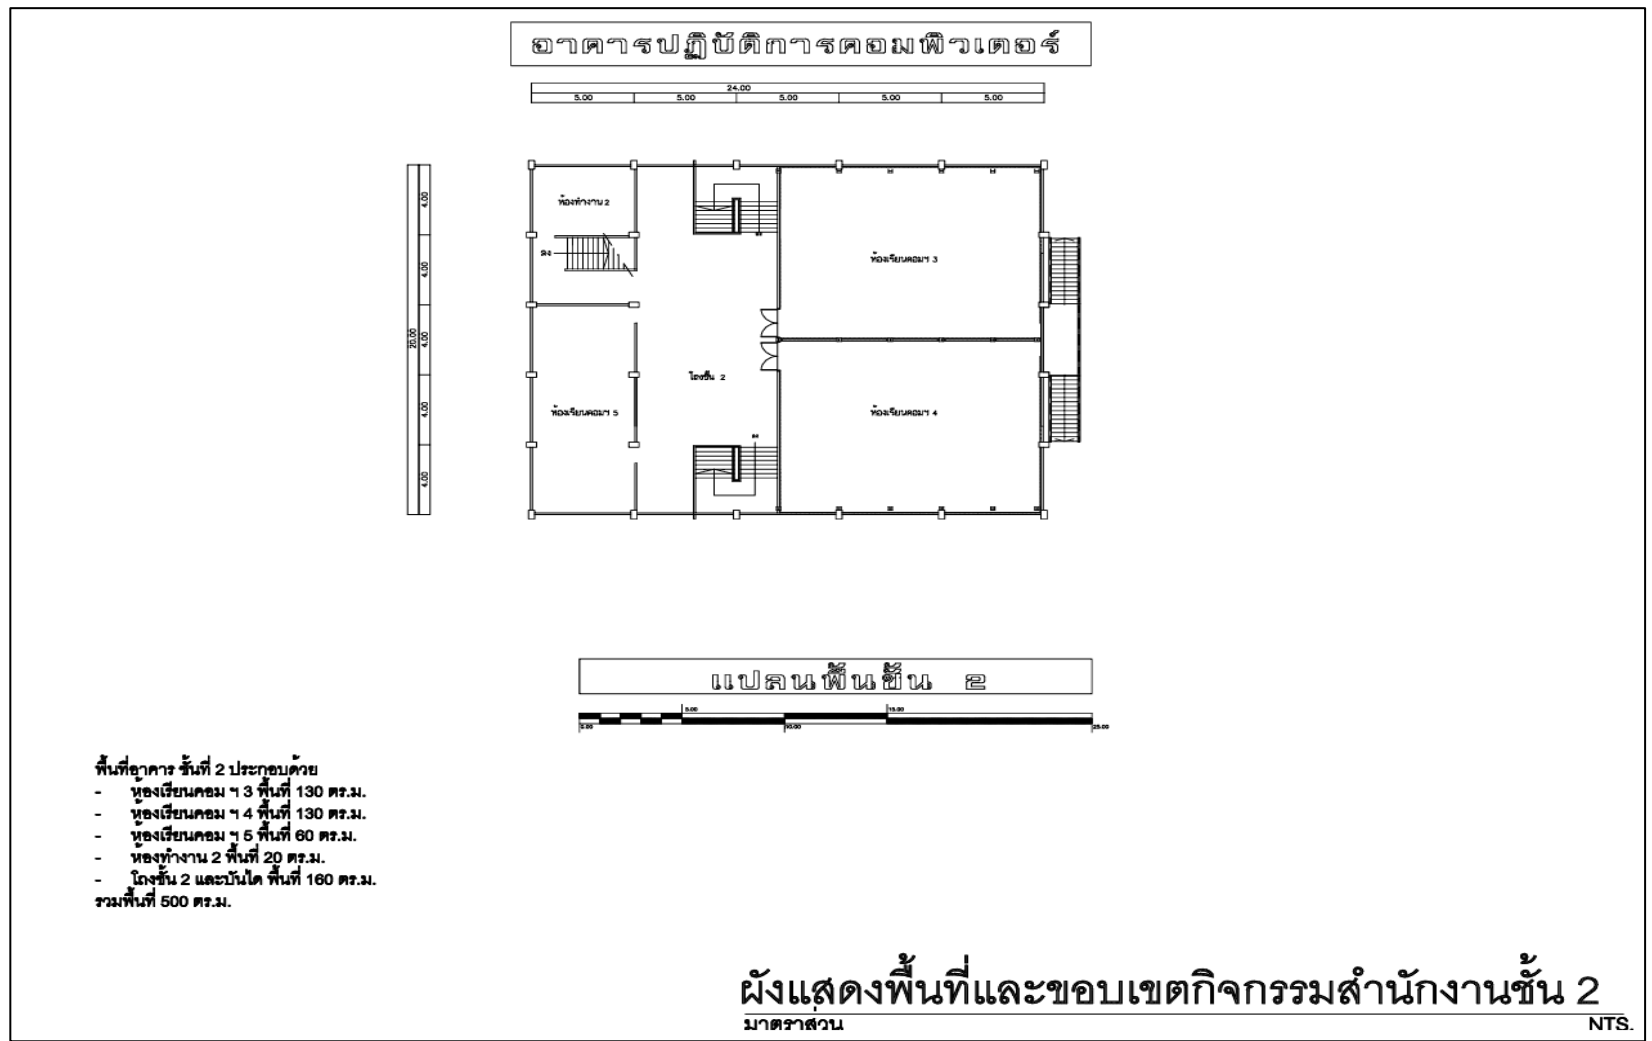 อาคารปฏิบัติการคอมพิวเตอร์
24.00
5.00 5.00 5.00 5.00 5.00
4.00
4.00
20.00
4.00
4.00
4.00
ห้องทำงาน 2
ลง
ห้องเรียนคอมฯ 3
โถงชั้น 2
ห้องเรียนคอมฯ 5
ห้องเรียนคอมฯ 4
แปลนพื้นชั้น 2
5.00 15.00
0.00 10.00 25.00
พื้นที่อาคาร ชั้นที่ 2 ประกอบด้วย
- ห้องเรียนคอม ฯ 3 พื้นที่ 130 ตร.ม.
- ห้องเรียนคอม ฯ 4 พื้นที่ 130 ตร.ม.
- ห้องเรียนคอม ฯ 5 พื้นที่ 60 ตร.ม.
- ห้องทำงาน 2 พื้นที่ 20 ตร.ม.
- โถงชั้น 2 และบันได พื้นที่ 160 ตร.ม.
รวมพื้นที่ 500 ตร.ม.
ผังแสดงพื้นที่และขอบเขตกิจกรรมสำนักงานชั้น 2
มาตราส่วน NTS.